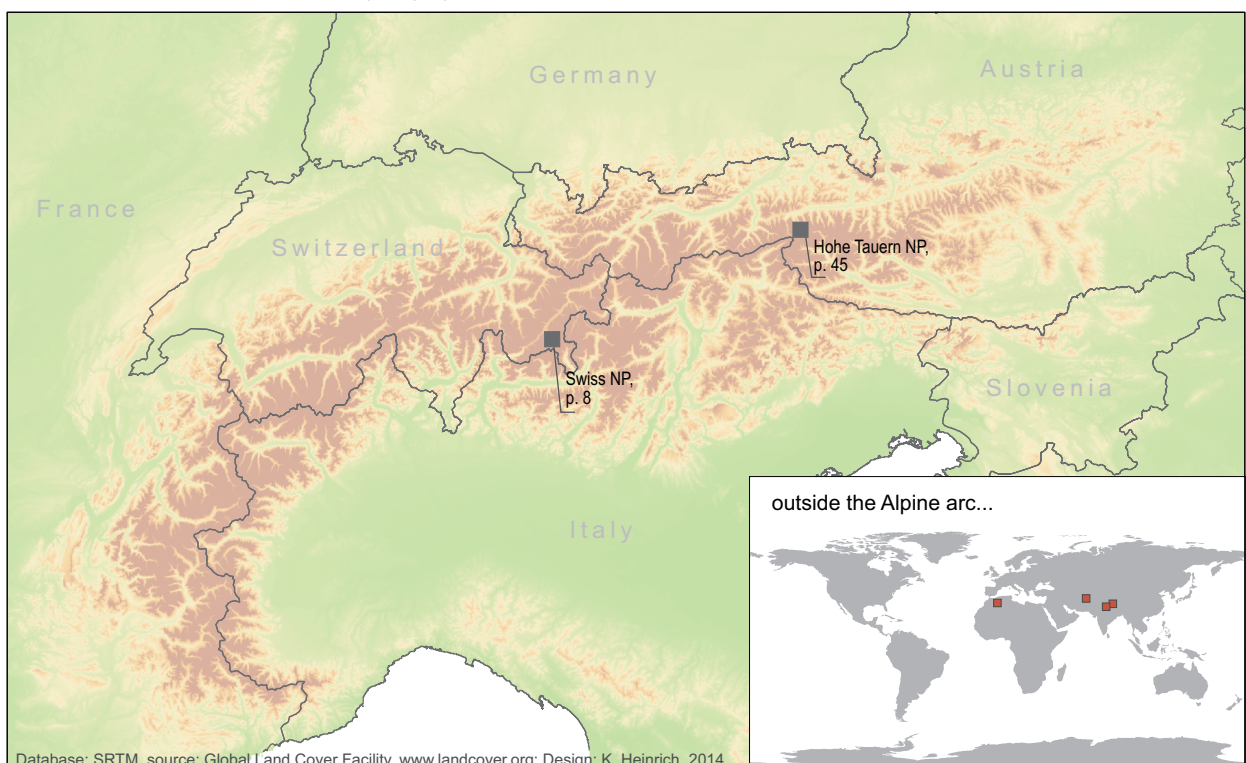 Germany
Austria
France
Switzerland
Hohe Tauern NP,
p. 45
Swiss NP,
p. 8
Slovenia
Italy
outside the Alpine arc...
Database: SRTM, source: Global Land Cover Facility, www.landcover.org; Design: K. Heinrich, 2014